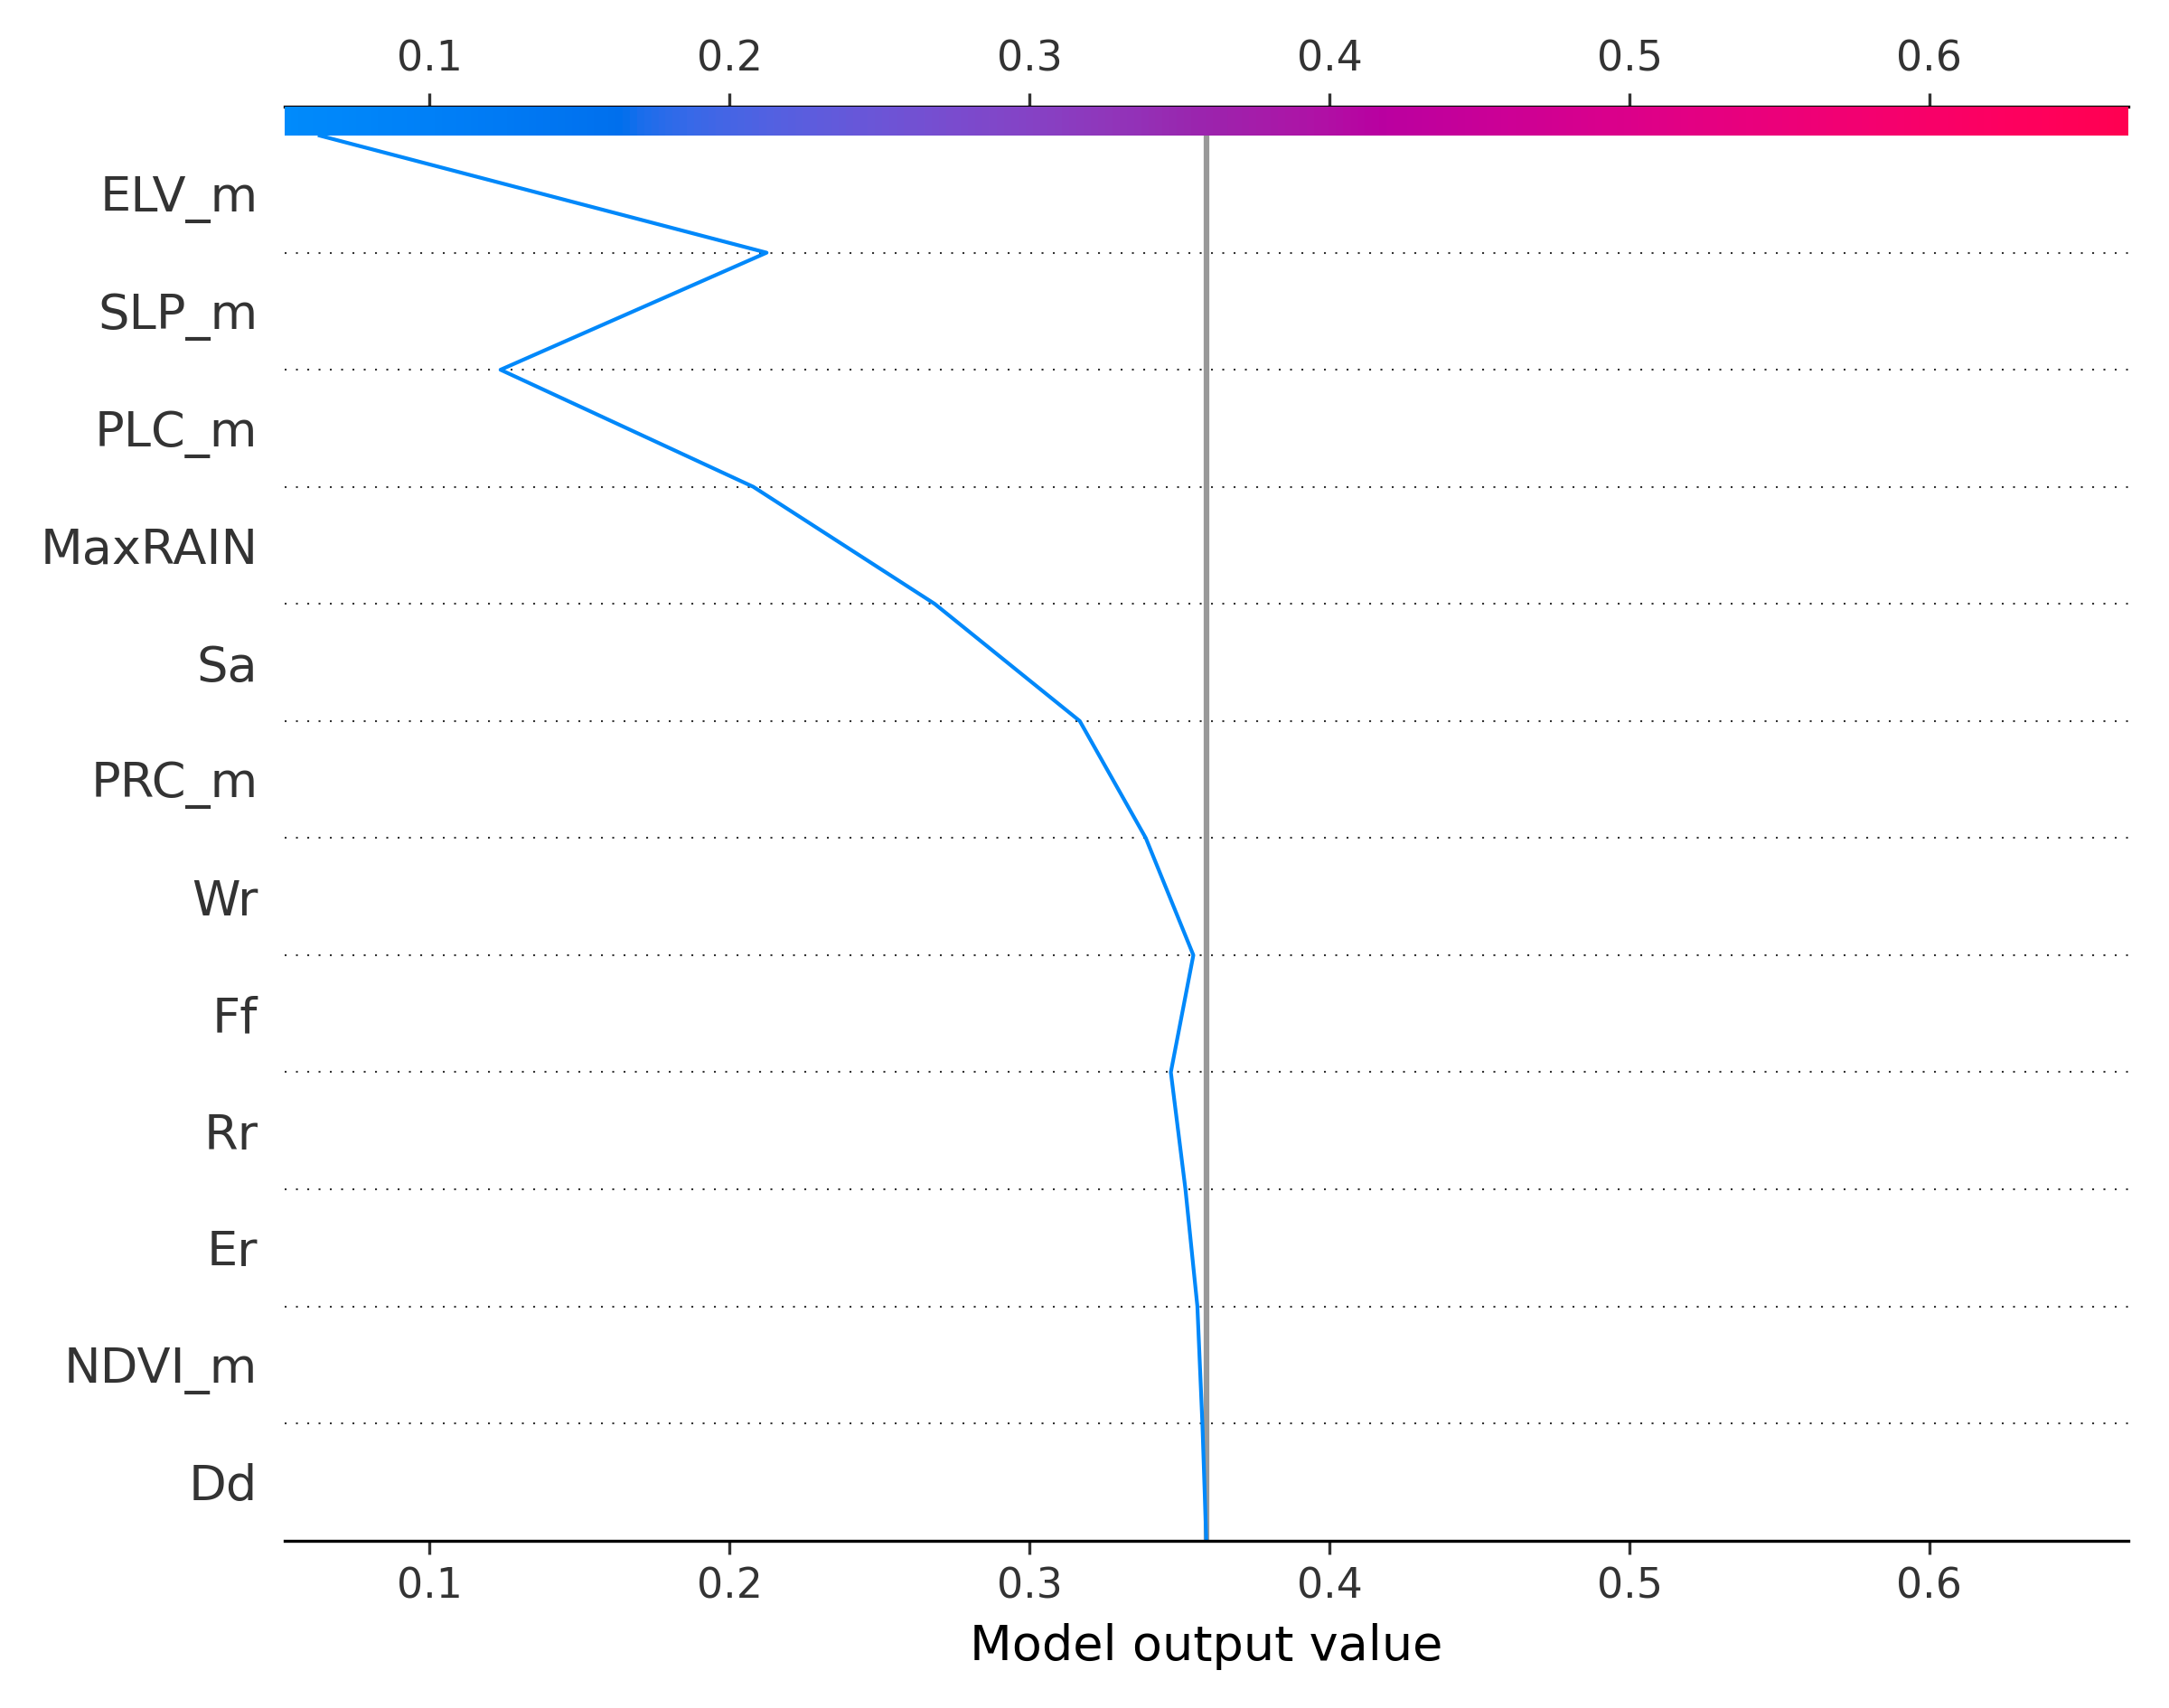 0.1 0.2 0.3 0.4 0.5 0.6
ELV_m
SLP_m
PLC_m
MaxRAIN
Sa
PRC_m
Wr
Ff
Rr
Er
NDVI_m
Dd
0.1 0.2 0.3 0.4 0.5 0.6
Model output value